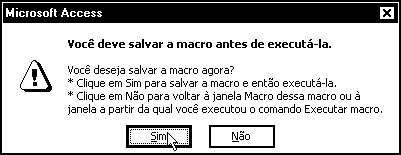 Microsoft Access
Você deve salvar a macro antes de executá-la.
Você deseja salvar a macro agora?
* Clique em Sim para salvar a macro e então executá-la.
* Clique em Não para voltar à janela Macro dessa macro ou à
janela a partir da qual você executou o comando Executar macro.
Sim
Não